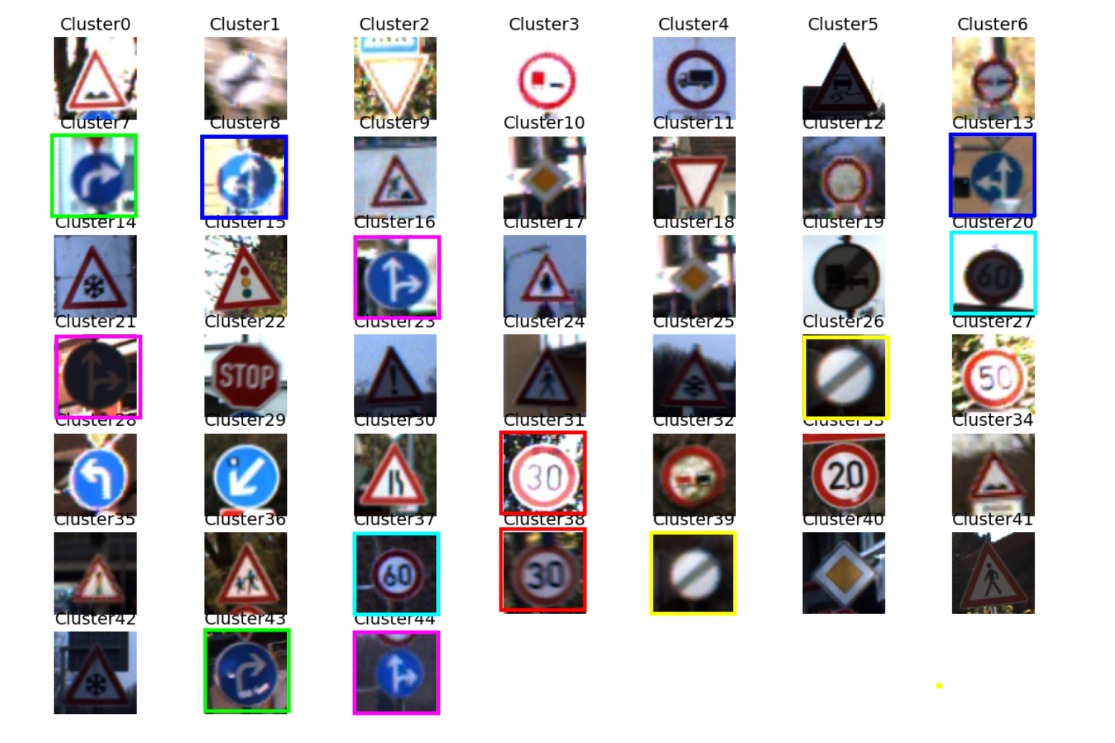 Cluster0 Cluster1 Cluster2 Cluster3 Cluster4 Cluster5 Cluster6
Cluster7 Cluster8 Cluster9 Cluster10 Cluster11 Cluster12 Cluster13
Cluster14 Cluster15 Cluster16 Cluster17 Cluster18 Cluster19 Cluster20
60
Cluster21 Cluster22 Cluster23 Cluster24 Cluster25 Cluster26 Cluster27
STOP 50
Cluster28 Cluster29 Cluster30 Cluster31 Cluster32 Cluster33 Cluster34
30 20
Cluster35 Cluster36 Cluster37 Cluster38 Cluster39 Cluster40 Cluster41
60 30
Cluster42 Cluster43 Cluster44